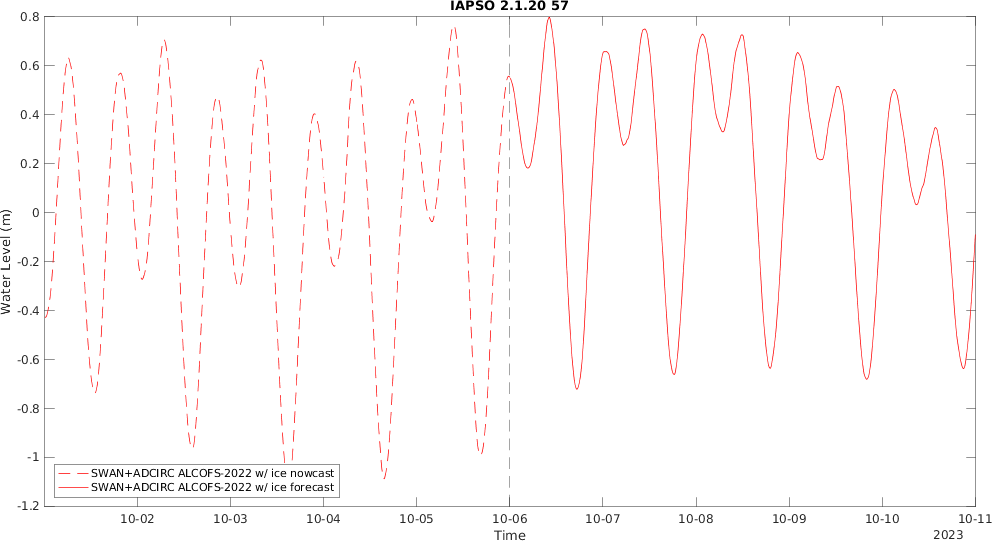 IAPSO 2.1.20 57
0.8
0.6
0.4
0.2
0
-0.2
-0.4
-0.6
-0.8
-1
-1.2
Water Level (m)
SWAN+ADCIRC ALCOFS-2022 w/ ice nowcast
SWAN+ADCIRC ALCOFS-2022 w/ ice forecast
10-02 10-03 10-04 10-05 10-06 10-07 10-08 10-09 10-10 10-11
Time
2023